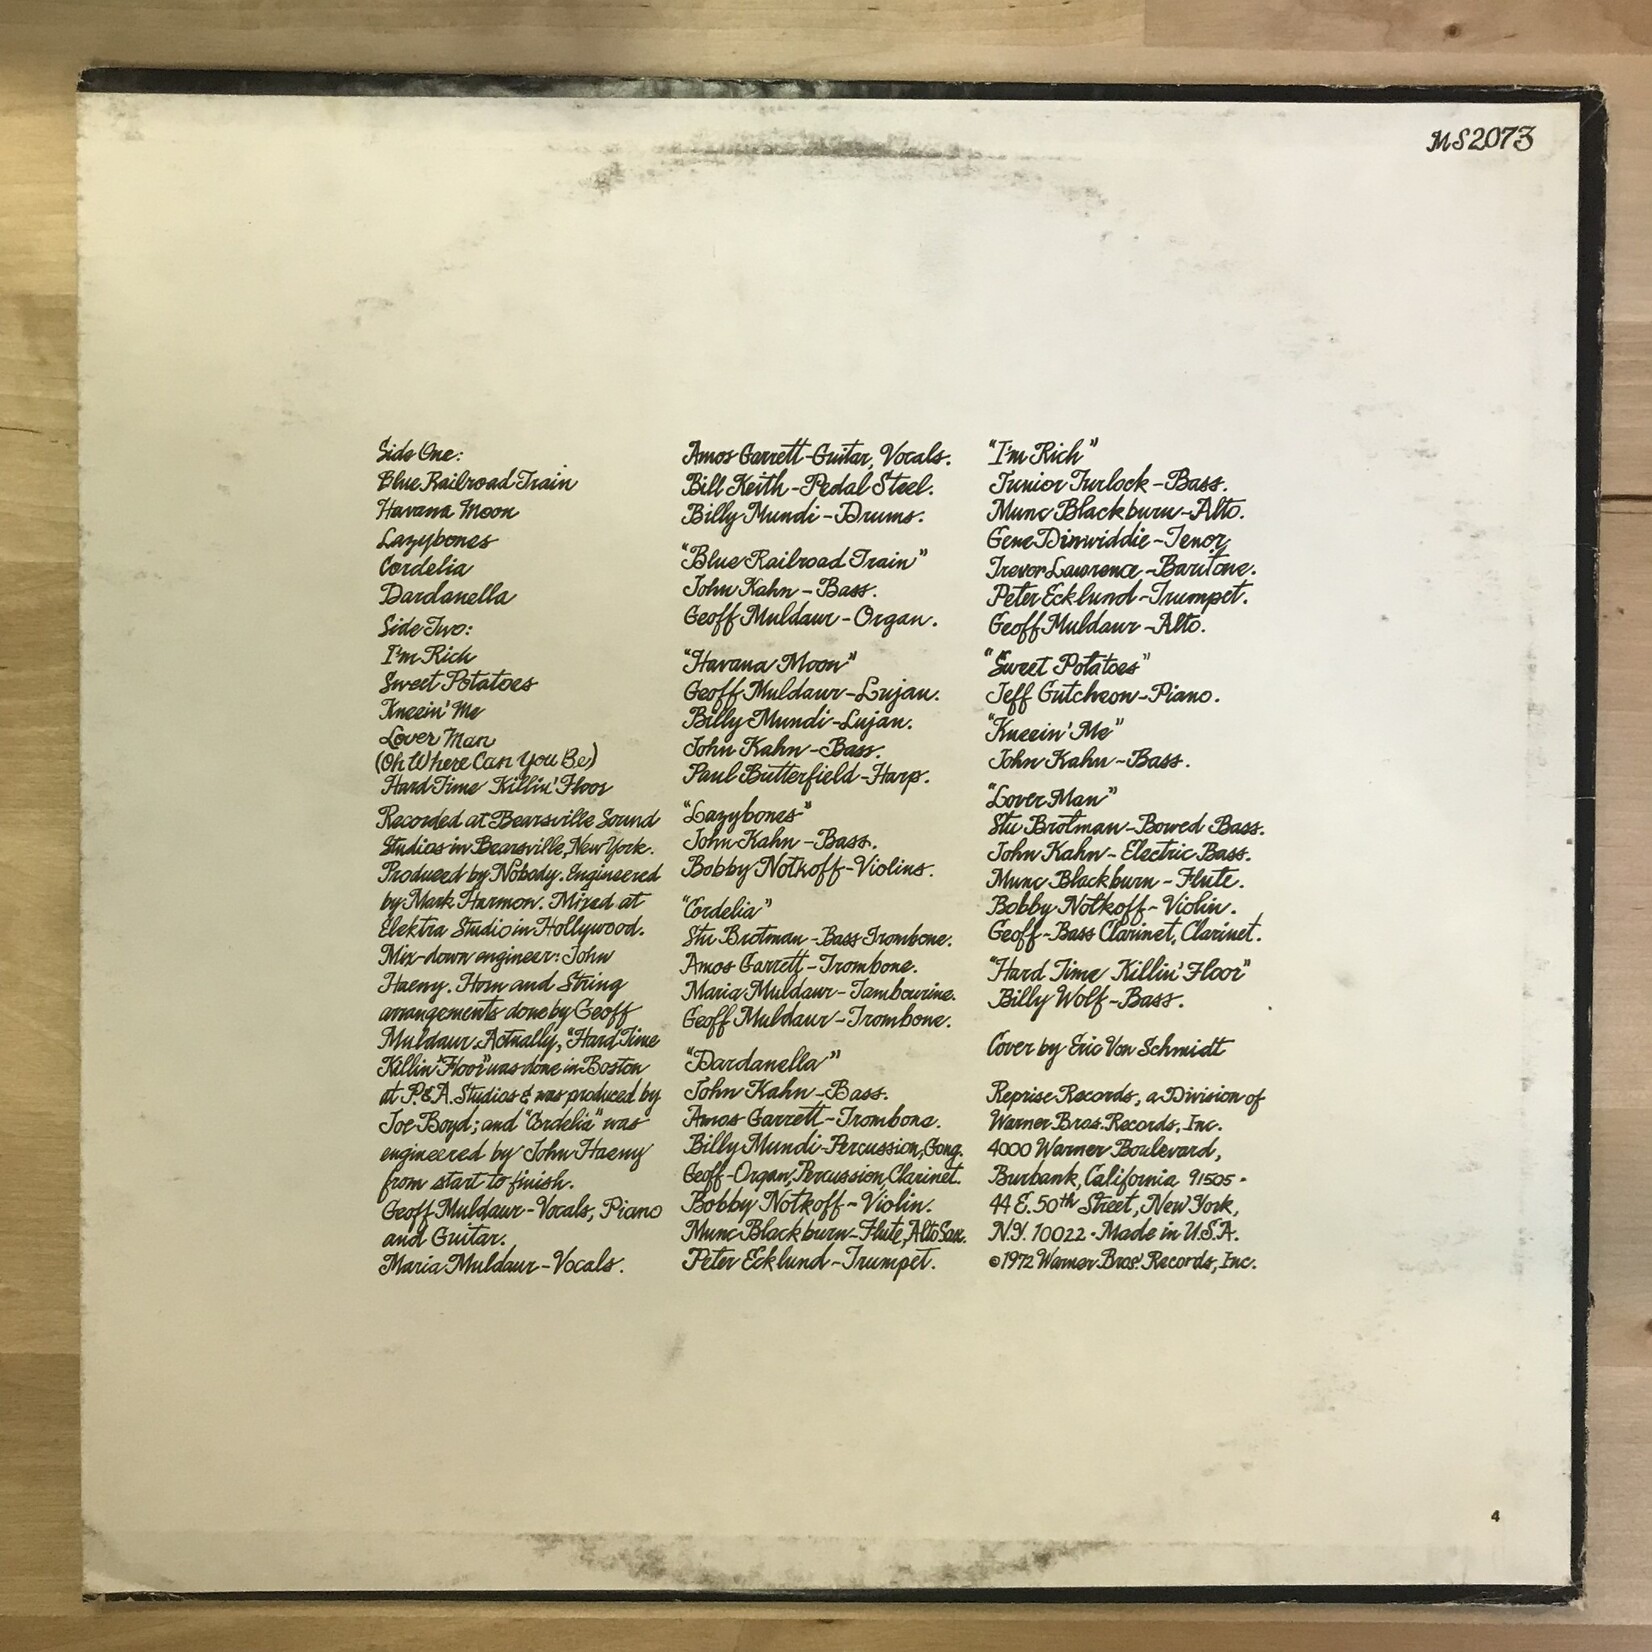 MS2073
Side One:
Blue Railroad Train
Havana Moon
Lazybones
Cordelia
Dardanella
Side Two:
I'm Rich
Sweet Potatoes
Kneein' Me
Lover Man
(Oh Where Can You Be)
Hard Time Killin' Floor
Recorded at Bearsville Sound
Studios in Bearsville, New York.
Produced by Nobody. Engineered
by Mark Harmon. Mixed at
Elektra Studio in Hollywood.
Mix-down engineer: John
Haeny. Horn and String
arrangements done by Geoff
Muldaur. Actually, "Hard Time
Killin' Floor" was done in Boston
at P.&A. Studios & was produced by
Joe Boyd; and "Cordelia" was
engineered by John Haeny
from start to finish.
Geoff Muldaur - Vocals, Piano
and Guitar.
Maria Muldaur - Vocals.
Amos Garrett - Guitar, Vocals.
Bill Keith - Pedal Steel.
Billy Mundi - Drums.
"Blue Railroad Train"
John Kahn - Bass.
Geoff Muldaur - Organ.
"Havana Moon"
Geoff Muldaur - Lujan.
Billy Mundi - Lujan.
John Kahn - Bass.
Paul Butterfield - Harp.
"Lazybones"
John Kahn - Bass.
Bobby Notkoff - Violins.
"Cordelia"
Stu Brotman - Bass Trombone.
Amos Garrett - Trombone.
Maria Muldaur - Tambourine.
Geoff Muldaur - Trombone.
"Dardanella"
John Kahn - Bass.
Amos Garrett - Trombone.
Billy Mundi - Percussion, Gong.
Geoff - Organ, Percussion, Clarinet.
Bobby Notkoff - Violin.
Munc Blackburn - Flute, Alto Sax.
Peter Ecklund - Trumpet.
"I'm Rich"
Junior Turlock - Bass.
Munc Blackburn - Alto.
Gene Dinwiddie - Tenor,
Trevor Lawrence - Baritone.
Peter Ecklund - Trumpet.
Geoff Muldaur - Alto.
"Sweet Potatoes"
Jeff Gutcheon - Piano.
"Kneein' Me"
John Kahn - Bass.
"Lover Man"
Stu Brotman - Bowed Bass.
John Kahn - Electric Bass.
Munc Blackburn - Flute.
Bobby Notkoff - Violin.
Geoff - Bass Clarinet, Clarinet.
"Hard Time Killin' Floor"
Billy Wolf - Bass.
Cover by Eric Von Schmidt
Reprise Records, a Division of
Warner Bros. Records, Inc.
4000 Warner Boulevard,
Burbank, California 91505 ·
44 E. 50th Street, New York,
N.Y. 10022 · Made in U.S.A.
©1972 Warner Bros. Records, Inc.
4